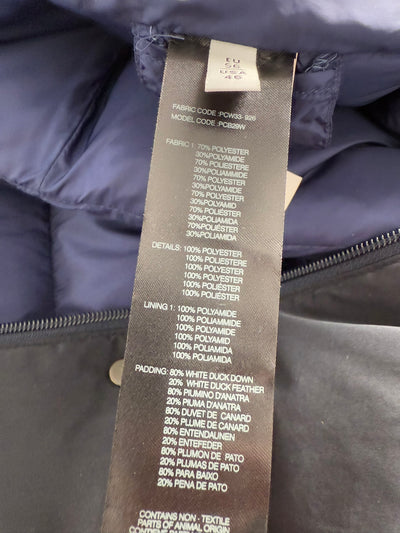 EU
56
USA
46
FABRIC CODE :PCW33-926
MODEL CODE :PCB29W
FABRIC 1: 70% POLYESTER
30%POLYAMIDE
70% POLIESTERE
30%POLIAMMIDE
70% POLYESTER
30%POLYAMIDE
70% POLYESTER
30%POLYAMID
70% POLIÉSTER
30%POLIAMIDA
70%POLIÉSTER
30%POLIAMIDA
DETAILS: 100% POLYESTER
100% POLIESTERE
100% POLYESTER
100% POLYESTER
100% POLIÉSTER
100% POLIÉSTER
LINING 1: 100% POLYAMIDE
100% POLIAMMIDE
100% POLYAMIDE
100% POLYAMID
100% POLIAMIDA
100% POLIAMIDA
PADDING: 80% WHITE DUCK DOWN
20% WHITE DUCK FEATHER
80% PIUMINO D'ANATRA
20% PIUMA D'ANATRA
80% DUVET DE CANARD
20% PLUME DE CANARD
80% ENTENDAUNEN
20% ENTEFEDER
80% PLUMON DE PATO
20% PLUMAS DE PATO
80% PARA BAIXO
20% PENA DE PATO
CONTAINS NON - TEXTILE
PARTS OF ANIMAL ORIGIN